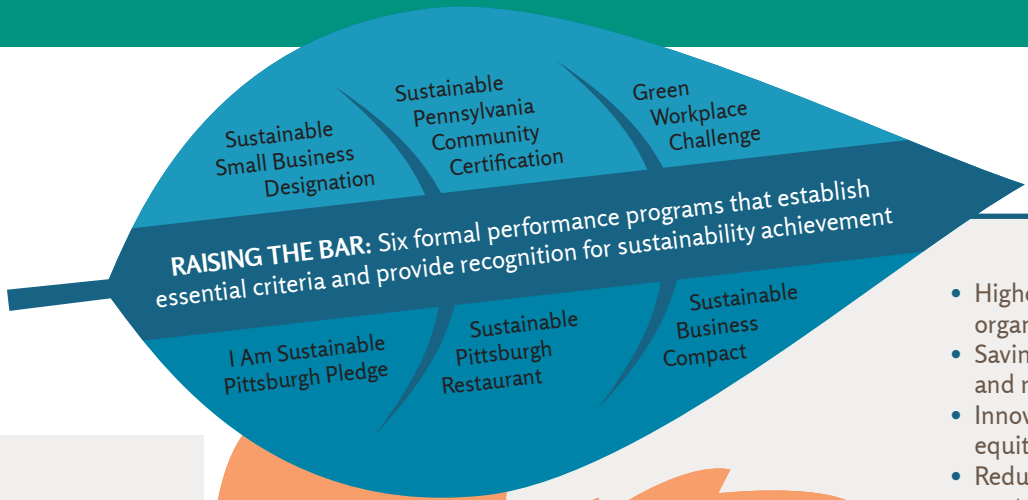 Sustainable
Small Business
Designation
Sustainable
Pennsylvania
Community
Certification
Green
Workplace
Challenge
RAISING THE BAR: Six formal performance programs that establish
essential criteria and provide recognition for sustainability achievement
I Am Sustainable
Pittsburgh Pledge
Sustainable
Pittsburgh
Restaurant
Sustainable
Business
Compact
and